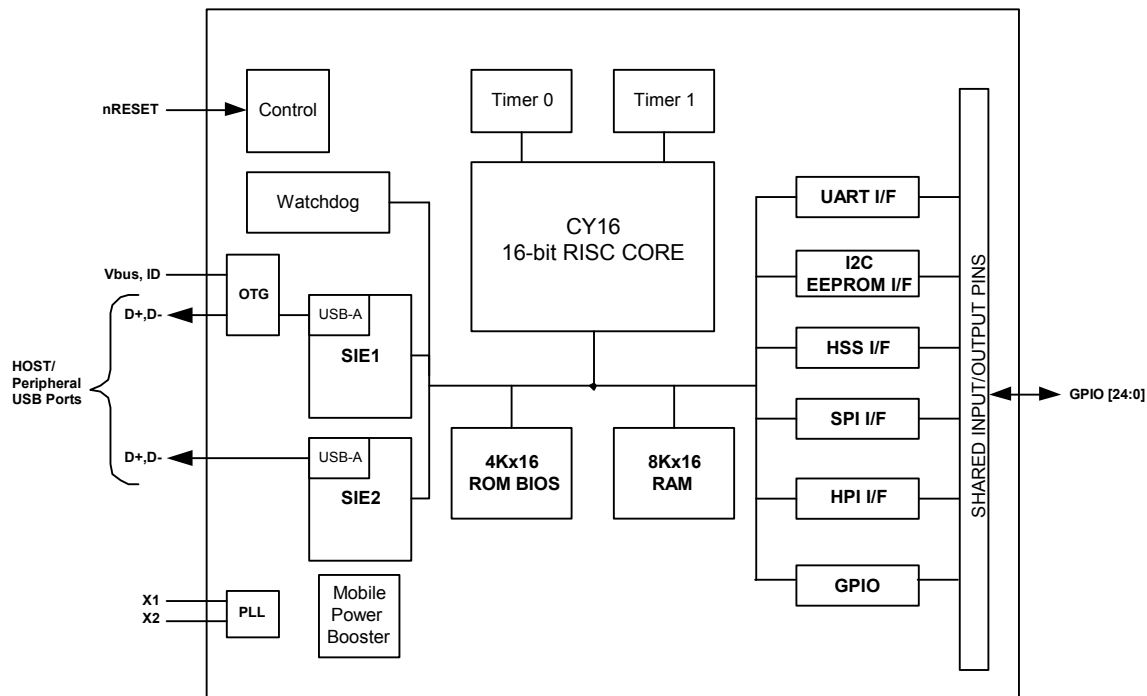 nRESET
Control
Timer 0
Timer 1
Watchdog
CY16
16-bit RISC CORE
UART I/F
I2C
EEPROM I/F
HSS I/F
SPI I/F
HPI I/F
GPIO
SHARED INPUT/OUTPUT PINS
GPIO [24:0]
Vbus, ID
OTG
D+,D-
USB-A
SIE1
HOST/
Peripheral
USB Ports
D+,D-
USB-A
SIE2
4Kx16
ROM BIOS
8Kx16
RAM
X1
X2
PLL
Mobile
Power
Booster